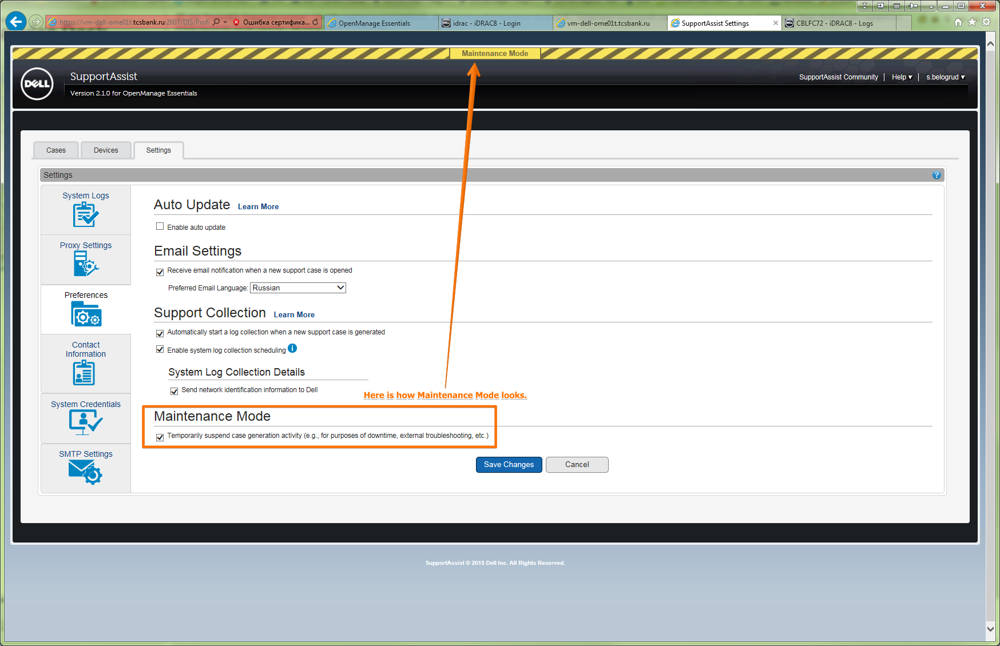 https://vm-dell-ome01t.tcsbank.ru:2607/DIS/Profi
Ошибка сертифика...
OpenManage Essentials
idrac - iDRAC8 - Login
vm-dell-ome01t.tcsbank.ru
SupportAssist Settings
CBLFC72 - iDRAC8 - Logs
Maintenance Mode
DELL
SupportAssist
Version 2.1.0 for OpenManage Essentials
SupportAssist Community
Help
s.belogrud
Cases
Devices
Settings
Settings
System Logs
Proxy Settings
Preferences
Contact
Information
System Credentials
SMTP Settings
Auto Update Learn More
Enable auto update
Email Settings
Receive email notification when a new support case is opened
Preferred Email Language: Russian
Support Collection Learn More
Automatically start a log collection when a new support case is generated
Enable system log collection scheduling
System Log Collection Details
Send network identification information to Dell
Here is how Maintenance Mode looks.
Maintenance Mode
Temporarily suspend case generation activity (e.g., for purposes of downtime, external troubleshooting, etc.)
Save Changes
Cancel
SupportAssist © 2015 Dell Inc. All Rights Reserved.